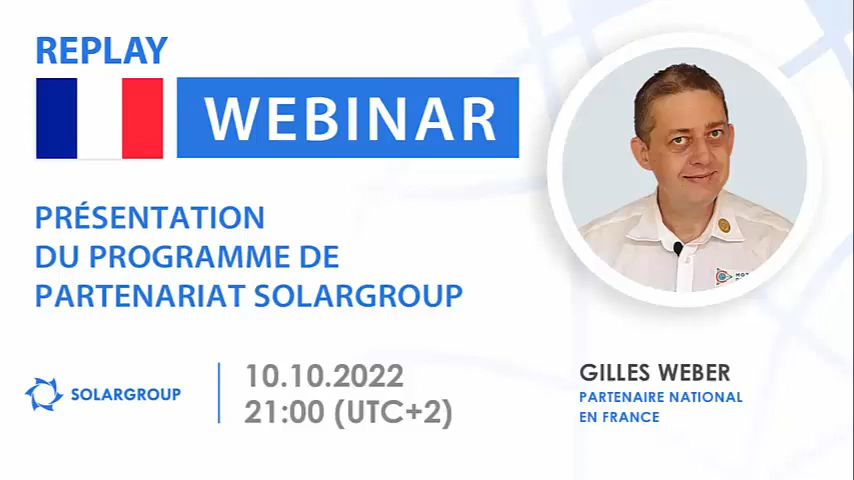 REPLAY
WEBINAR
PRÉSENTATION
DU PROGRAMME DE
PARTENARIAT SOLARGROUP
SOLARGROUP
10.10.2022
21:00 (UTC+2)
GILLES WEBER
PARTENAIRE NATIONAL
EN FRANCE